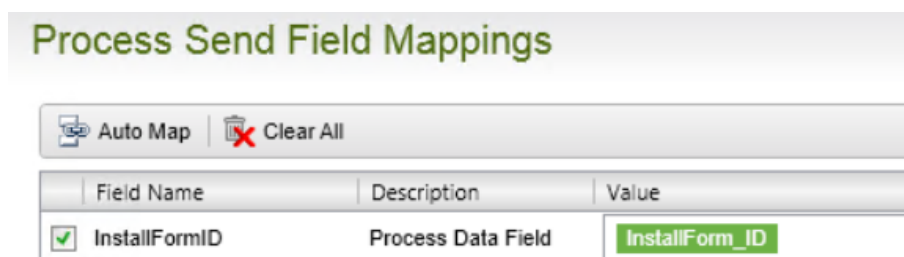 Process Send Field Mappings
Auto Map Clear All
Field Name Description Value
InstallFormID Process Data Field InstallForm_ID